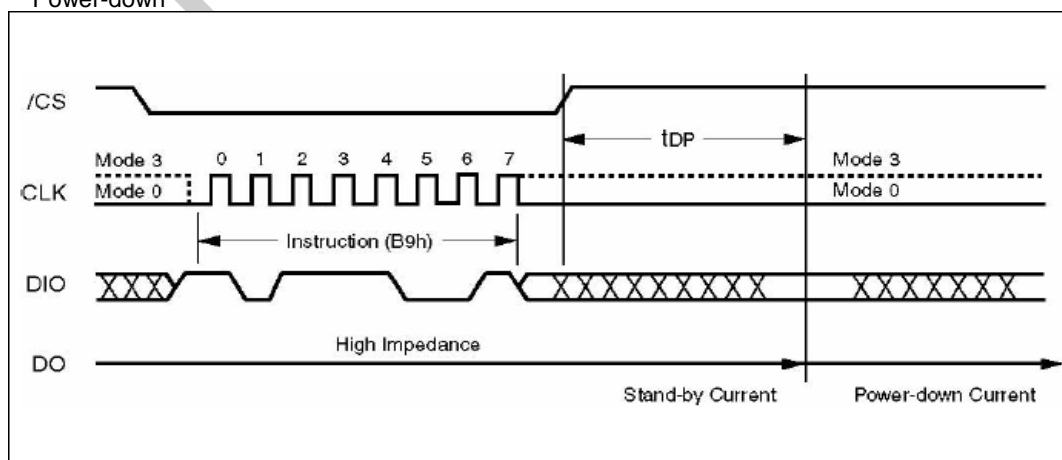 Power-down
/CS
tDP
Mode 3 0 1 2 3 4 5 6 7 Mode 3
CLK Mode 0 Mode 0
Instruction (B9h)
DIO
High Impedance
DO
Stand-by Current Power-down Current